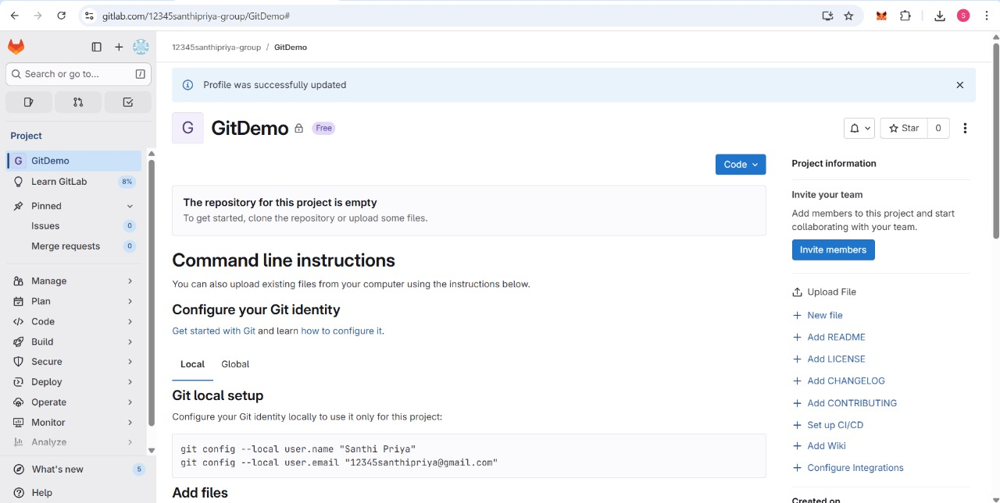 gitlab.com/12345santhipriya-group/GitDemo#
S
Search or go to...
/
12345santhipriya-group / GitDemo
Profile was successfully updated
G
GitDemo
Free
Star
0
Project
G GitDemo
Learn GitLab 8%
Pinned
Issues 0
Merge requests 0
Manage
Plan
Code
Build
Secure
Deploy
Operate
Monitor
Analyze
What's new 5
Help
Code
The repository for this project is empty
To get started, clone the repository or upload some files.
Command line instructions
You can also upload existing files from your computer using the instructions below.
Configure your Git identity
Get started with Git and learn how to configure it.
Local Global
Git local setup
Configure your Git identity locally to use it only for this project:
git config --local user.name "Santhi Priya"
git config --local user.email "12345santhipriya@gmail.com"
Add files
Project information
Invite your team
Add members to this project and start
collaborating with your team.
Invite members
Upload File
New file
Add README
Add LICENSE
Add CHANGELOG
Add CONTRIBUTING
Set up CI/CD
Add Wiki
Configure Integrations
Created on